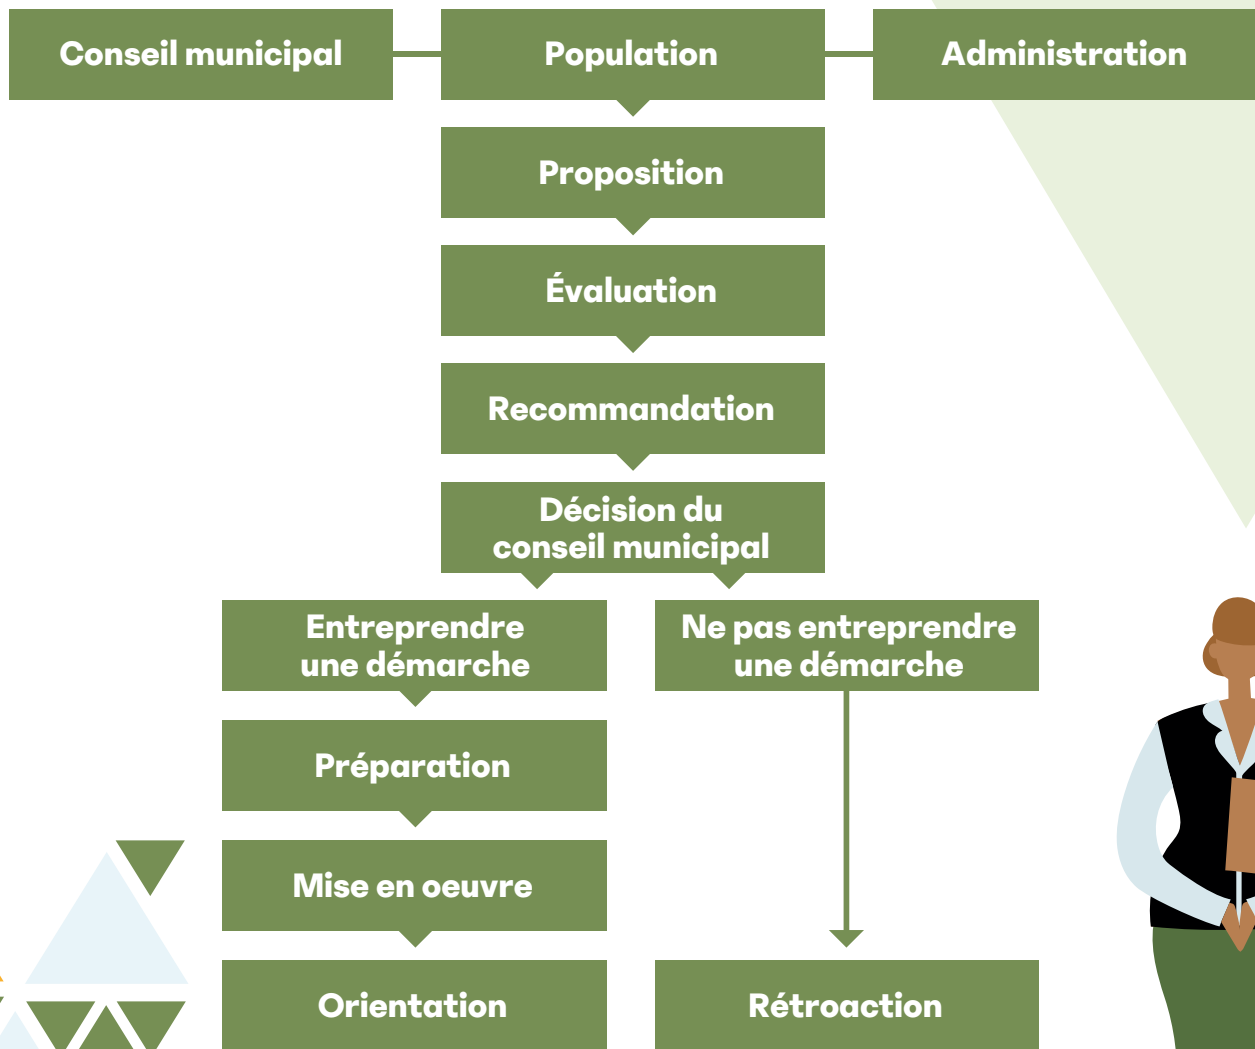 Conseil municipal
Population
Administration
Proposition
Évaluation
Recommandation
Décision du
conseil municipal
Entreprendre
une démarche
Ne pas entreprendre
une démarche
Préparation
Mise en oeuvre
Orientation
Rétroaction